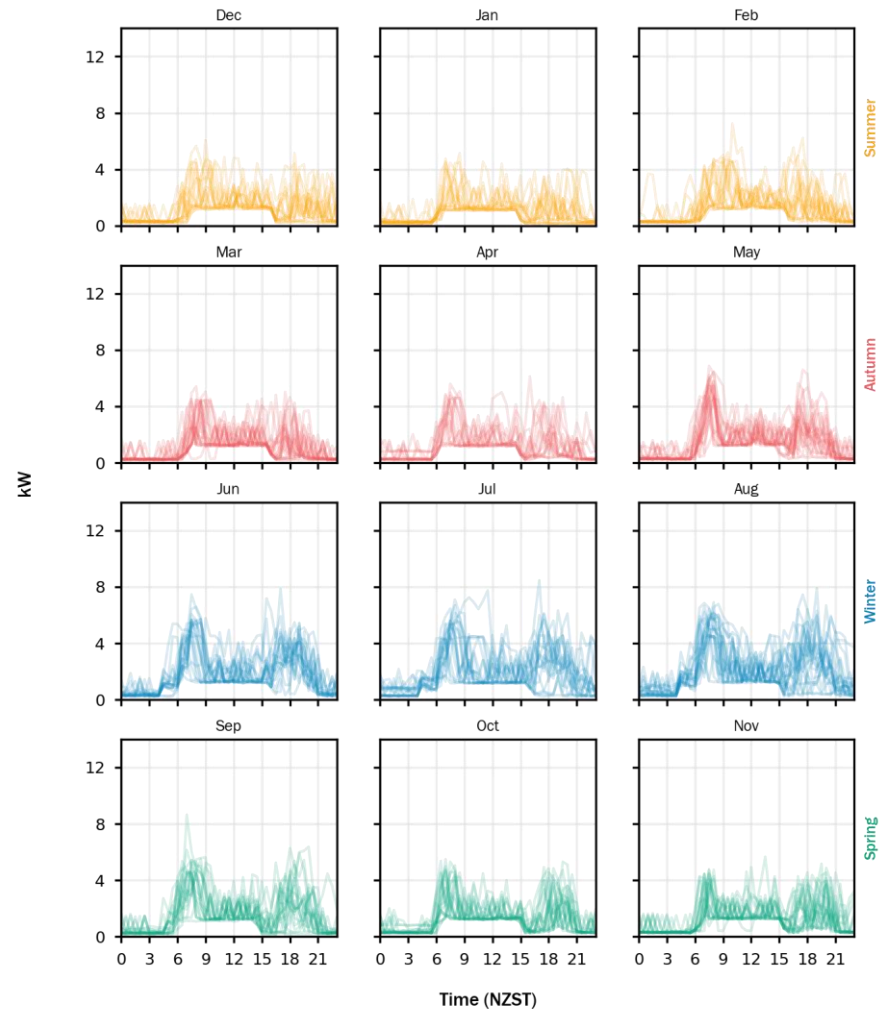 Dec Jan Feb
12
8
4
0
Summer
Mar Apr May
12
8
4
0
Autumn
kW
Jun Jul Aug
12
8
4
0
Winter
Sep Oct Nov
12
8
4
0
Spring
0 3 6 9 12 15 18 21 0 3 6 9 12 15 18 21 0 3 6 9 12 15 18 21
Time (NZST)